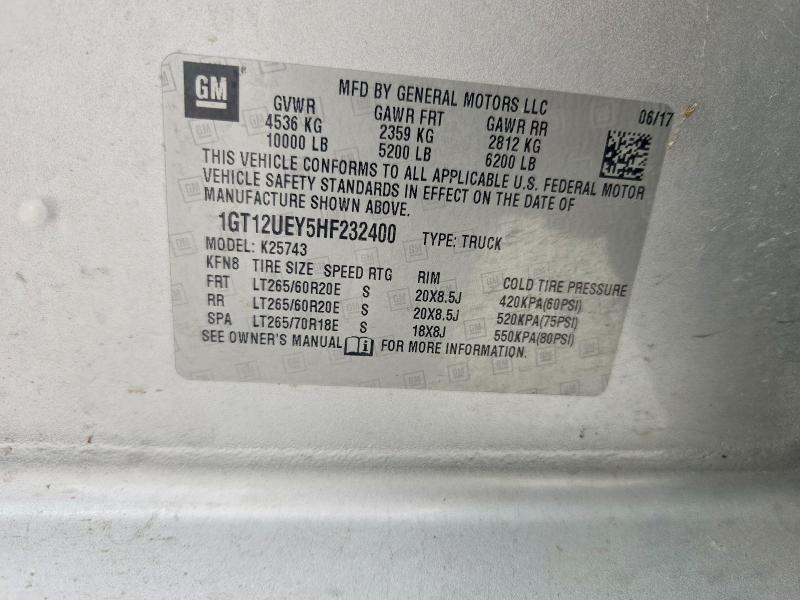 GM
MFD BY GENERAL MOTORS LLC
06/17
GVWR GAWR FRT GAWR RR
4536 KG 2359 KG 2812 KG
10000 LB 5200 LB 6200 LB
THIS VEHICLE CONFORMS TO ALL APPLICABLE U.S. FEDERAL MOTOR
VEHICLE SAFETY STANDARDS IN EFFECT ON THE DATE OF
MANUFACTURE SHOWN ABOVE.
1GT12UEY5HF232400 TYPE: TRUCK
MODEL: K25743
KFN8 TIRE SIZE SPEED RTG RIM COLD TIRE PRESSURE
FRT LT265/60R20E S 20X8.5J 420KPA(60PSI)
RR LT265/60R20E S 20X8.5J 520KPA(75PSI)
SPA LT265/70R18E S 18X8J 550KPA(80PSI)
SEE OWNER'S MANUAL i FOR MORE INFORMATION.